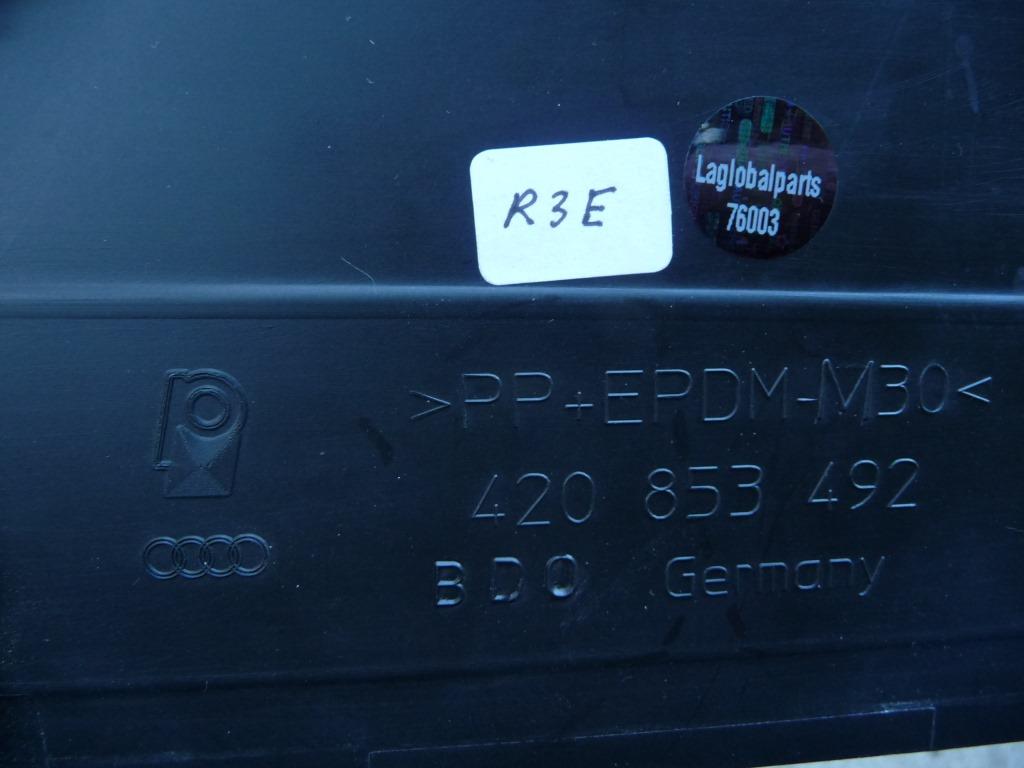 R3E
Laglobalparts
76003
>PP+EPDM-M30<
420 853 492
BDO Germany